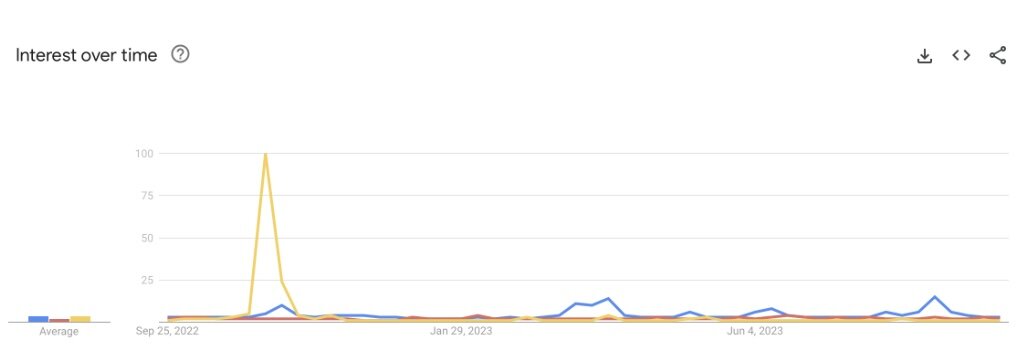 Interest over time
100
75
50
25
Average
Sep 25, 2022
Jan 29, 2023
Jun 4, 2023